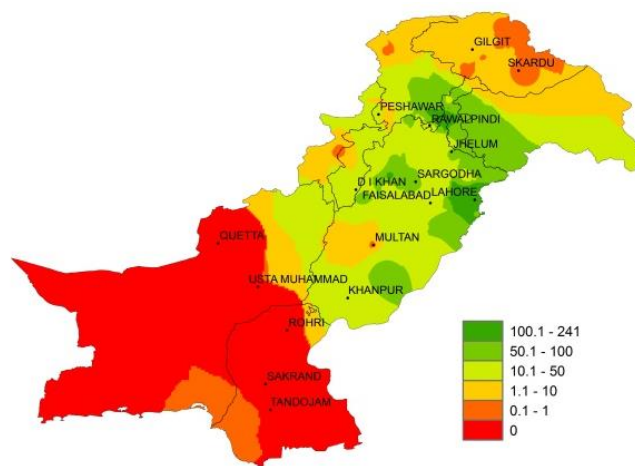 GILGIT
SKARDU
PESHAWAR
RAWALPINDI
JHELUM
SARGODHA
D I KHAN
FAISALABAD
LAHORE
MULTAN
QUETTA
USTA MUHAMMAD
KHANPUR
ROHRI
SAKRAND
TANDOJAM
100.1 - 241
50.1 - 100
10.1 - 50
1.1 - 10
0.1 - 1
0